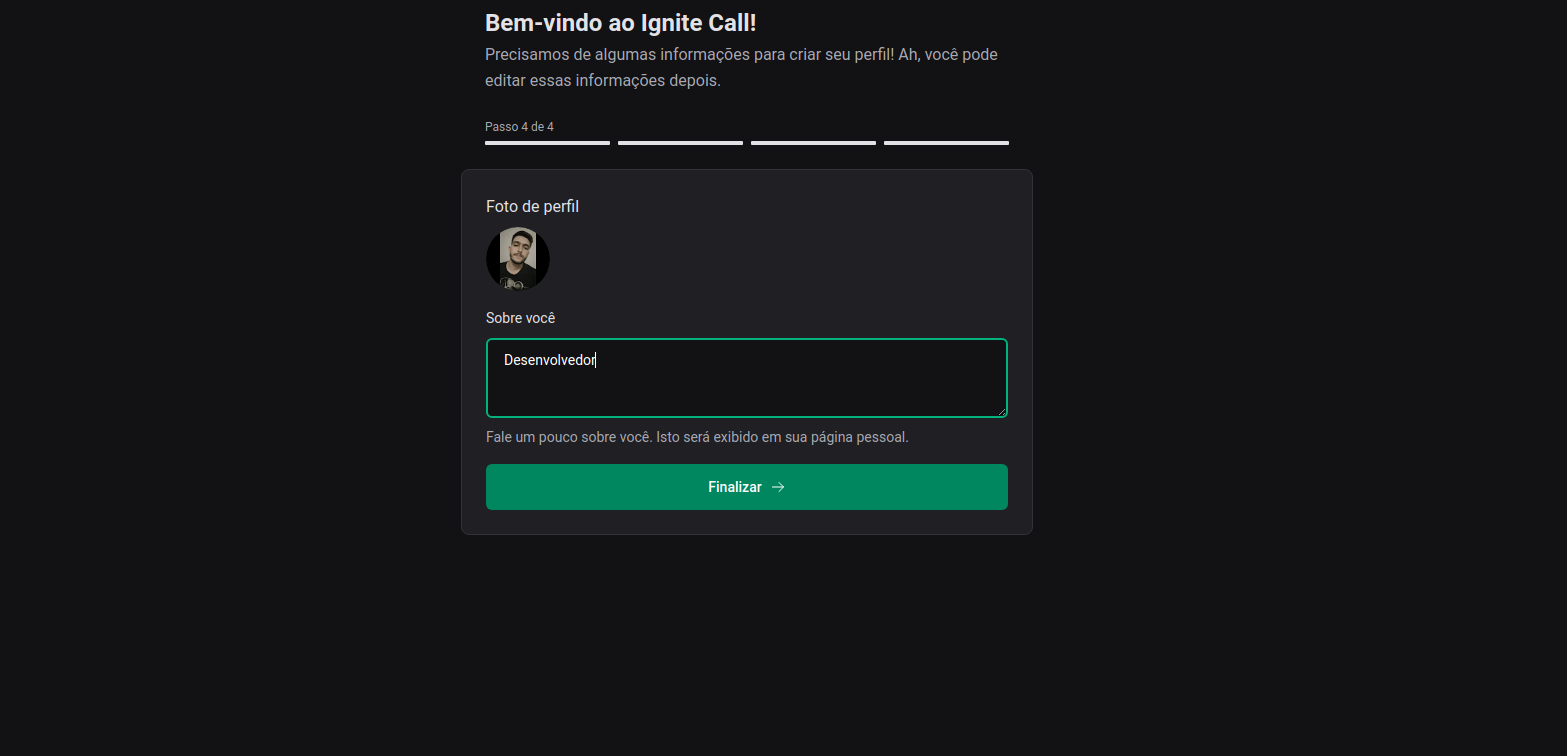 Bem-vindo ao Ignite Call!
Precisamos de algumas informações para criar seu perfil! Ah, você pode
editar essas informações depois.
Passo 4 de 4
Foto de perfil
Sobre você
Desenvolvedor
Fale um pouco sobre você. Isto será exibido em sua página pessoal.
Finalizar